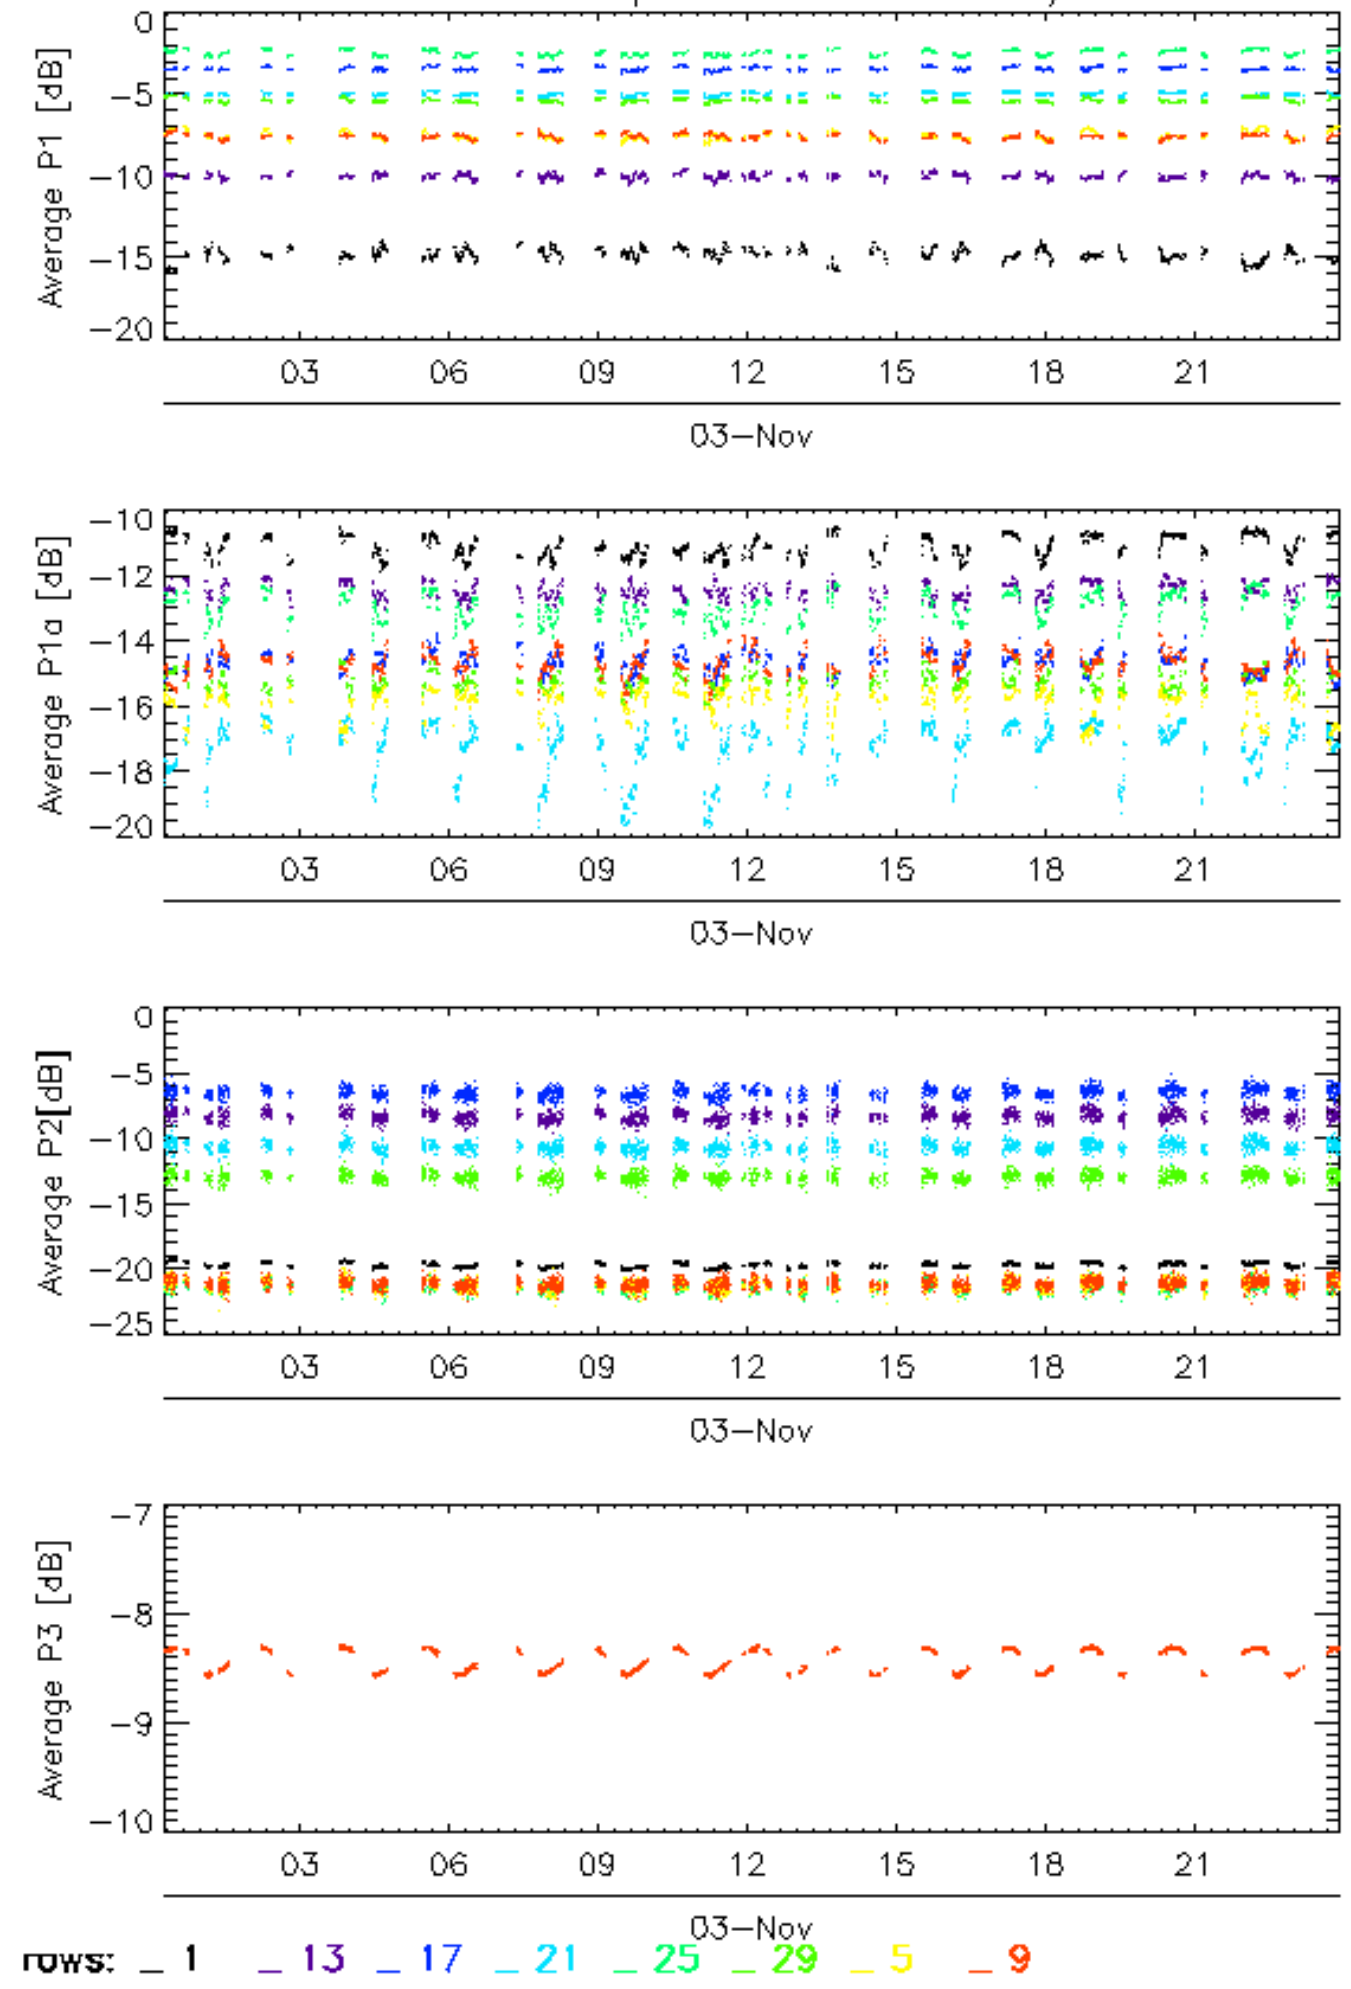 0
−5
−10
−15
−20
Average P1 [dB]
03 06 09 12 15 18 21
03−Nov
−10
−12
−14
−16
−18
−20
Average P1a [dB]
03 06 09 12 15 18 21
03−Nov
0
−5
−10
−15
−20
−25
Average P2[dB]
03 06 09 12 15 18 21
03−Nov
−7
−8
−9
−10
Average P3 [dB]
03 06 09 12 15 18 21
03−Nov
rows: _ 1 _ 13 _ 17 _ 21 _ 25 _ 29 _ 5 _ 9